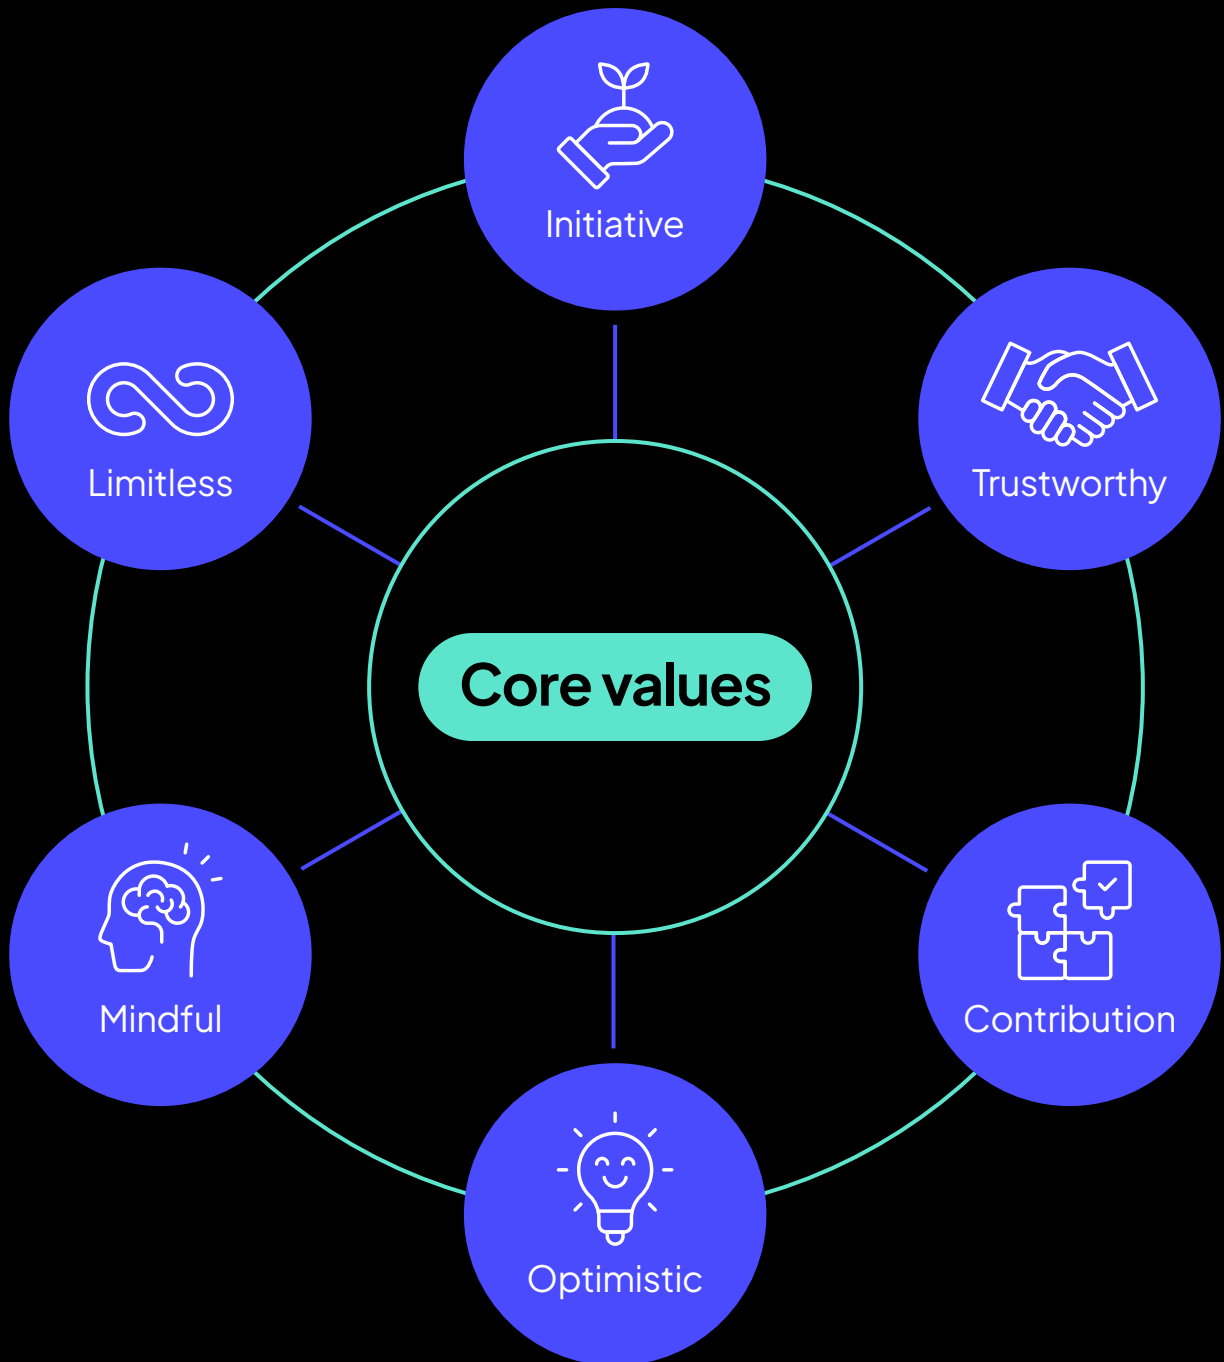 Initiative
Limitless
Trustworthy
Core values
Mindful
Contribution
Optimistic